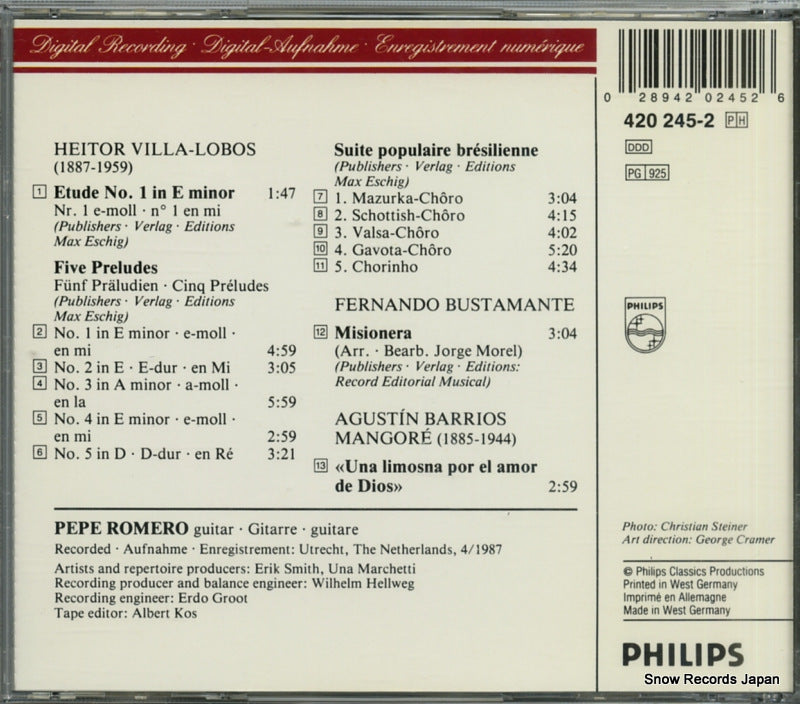 Digital Recording · Digital-Aufnahme · Enregistrement numérique
HEITOR VILLA-LOBOS
(1887-1959)
1 Etude No. 1 in E minor 1:47
Nr. 1 e-moll · n° 1 en mi
(Publishers · Verlag · Editions
Max Eschig)
Five Preludes
Fünf Präludien · Cinq Préludes
(Publishers · Verlag · Editions
Max Eschig)
2 No. 1 in E minor · e-moll ·
en mi 4:59
3 No. 2 in E · E-dur · en Mi 3:05
4 No. 3 in A minor · a-moll ·
en la 5:59
5 No. 4 in E minor · e-moll ·
en mi 2:59
6 No. 5 in D · D-dur · en Ré 3:21
Suite populaire brésilienne
(Publishers · Verlag · Editions
Max Eschig)
7 1. Mazurka-Chôro 3:04
8 2. Schottish-Chôro 4:15
9 3. Valsa-Chôro 4:02
10 4. Gavota-Chôro 5:20
11 5. Chorinho 4:34
FERNANDO BUSTAMANTE
12 Misionera 3:04
(Arr. · Bearb. Jorge Morel)
(Publishers · Verlag · Editions:
Record Editorial Musical)
AGUSTÍN BARRIOS
MANGORÉ (1885-1944)
13 «Una limosna por el amor
de Dios» 2:59
PEPE ROMERO guitar · Gitarre · guitare
Recorded · Aufnahme · Enregistrement: Utrecht, The Netherlands, 4/1987
Artists and repertoire producers: Erik Smith, Una Marchetti
Recording producer and balance engineer: Wilhelm Hellweg
Recording engineer: Erdo Groot
Tape editor: Albert Kos
0 28942 02452 6
420 245-2 PH
DDD
PG 925
PHILIPS
Photo: Christian Steiner
Art direction: George Cramer
© Philips Classics Productions
Printed in West Germany
Imprimé en Allemagne
Made in West Germany
PHILIPS
Snow Records Japan